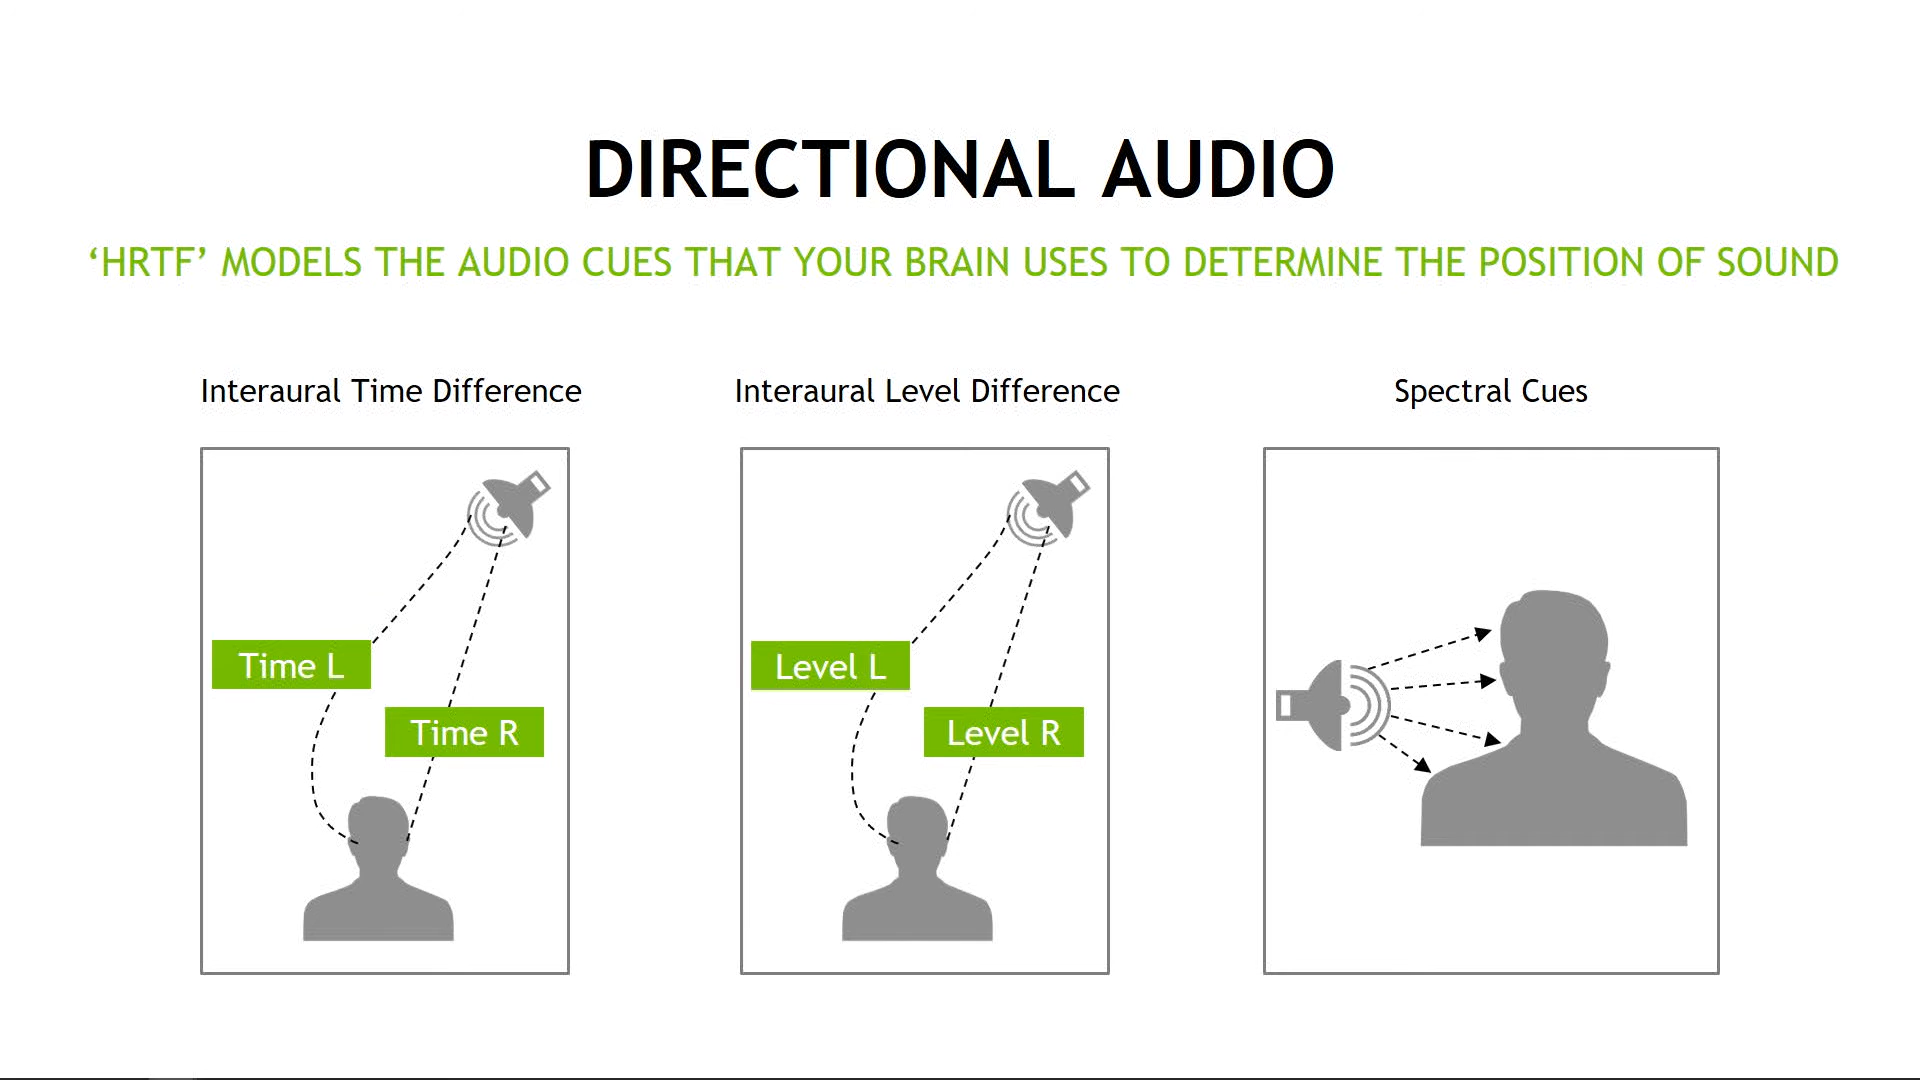 DIRECTIONAL AUDIO
‘HRTF’ MODELS THE AUDIO CUES THAT YOUR BRAIN USES TO DETERMINE THE POSITION OF SOUND
Interaural Time Difference
Interaural Level Difference
Spectral Cues
Time L
Time R
Level L
Level R